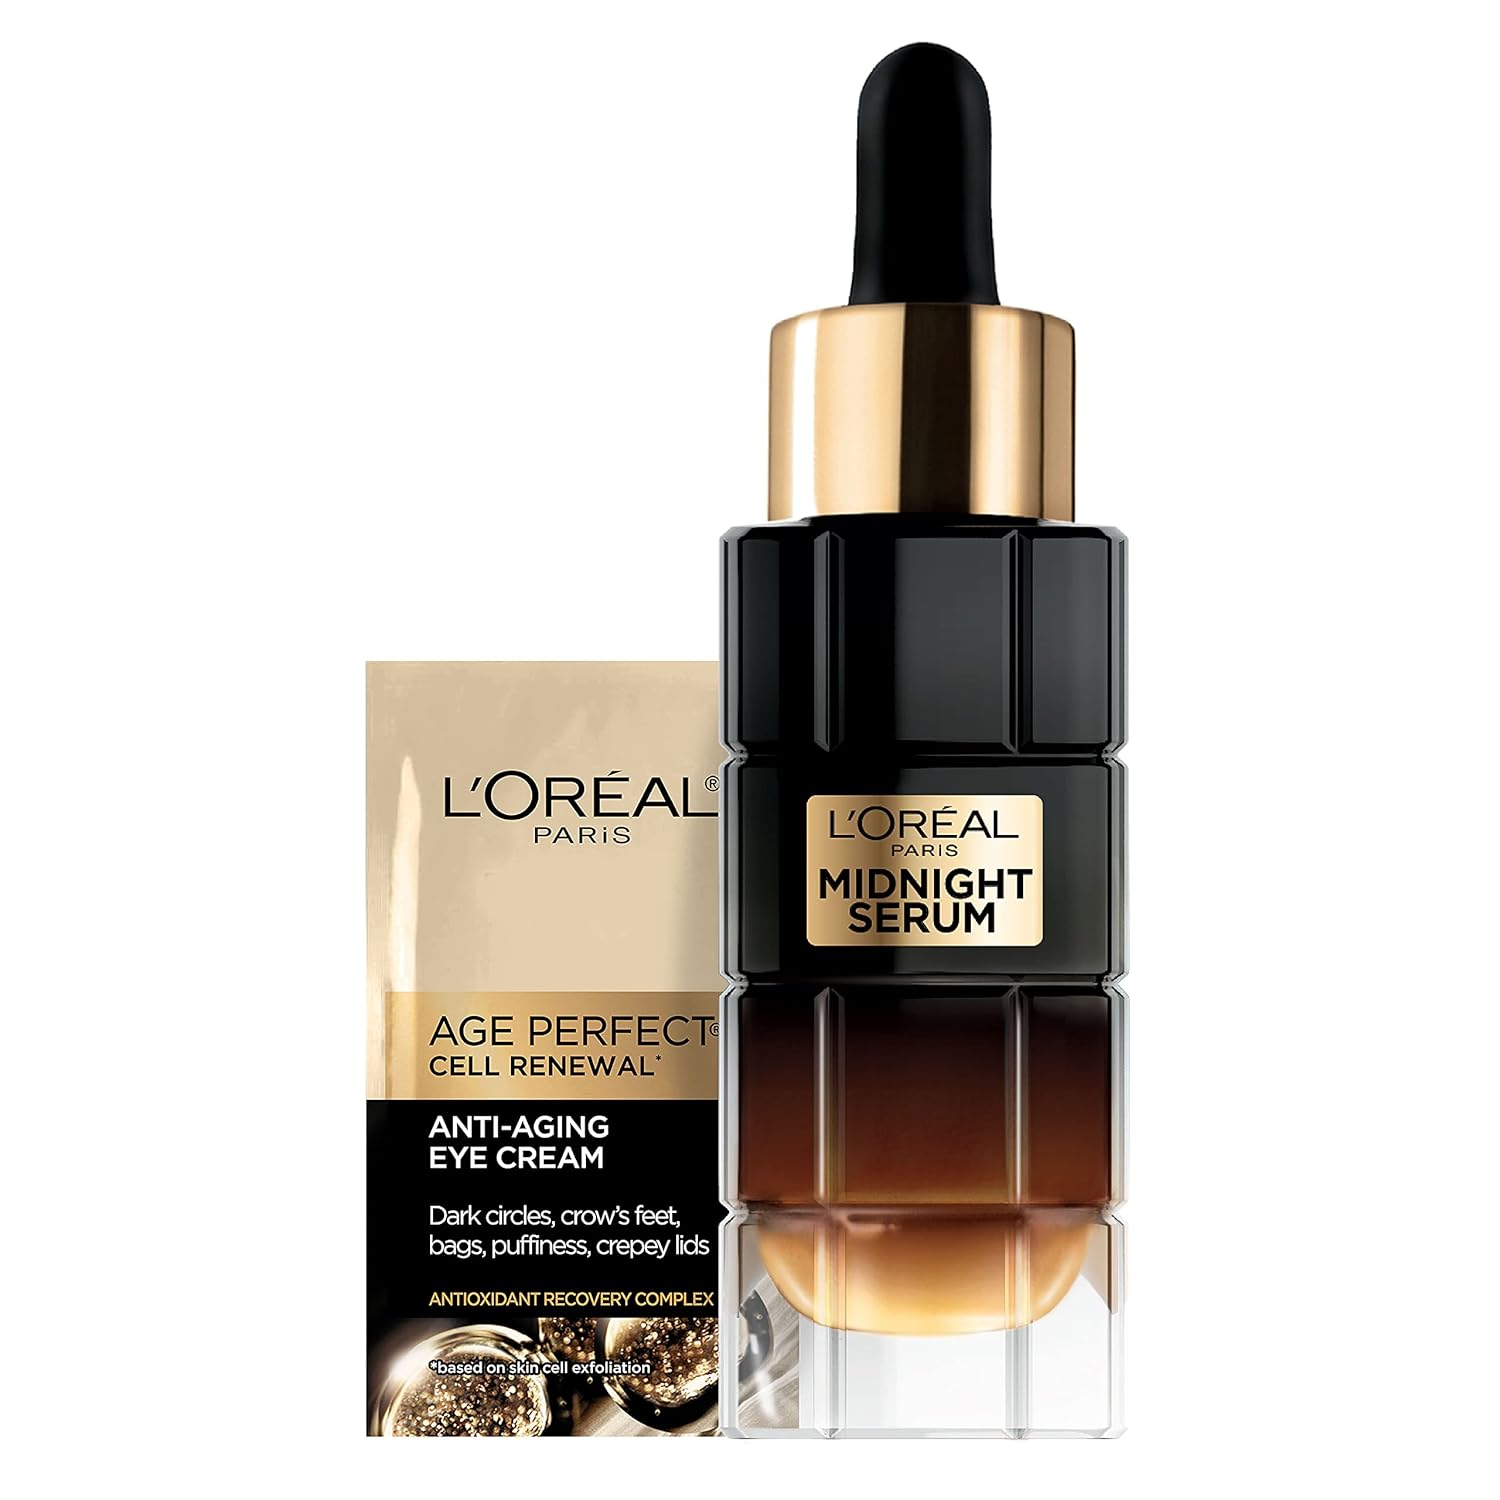 L'ORÉAL®
PARiS
AGE PERFECT®
CELL RENEWAL*
ANTI-AGING
EYE CREAM
Dark circles, crow's feet,
bags, puffiness, crepey lids
ANTIOXIDANT RECOVERY COMPLEX
*based on skin cell exfoliation
L'ORÉAL
PARIS
MIDNIGHT
SERUM